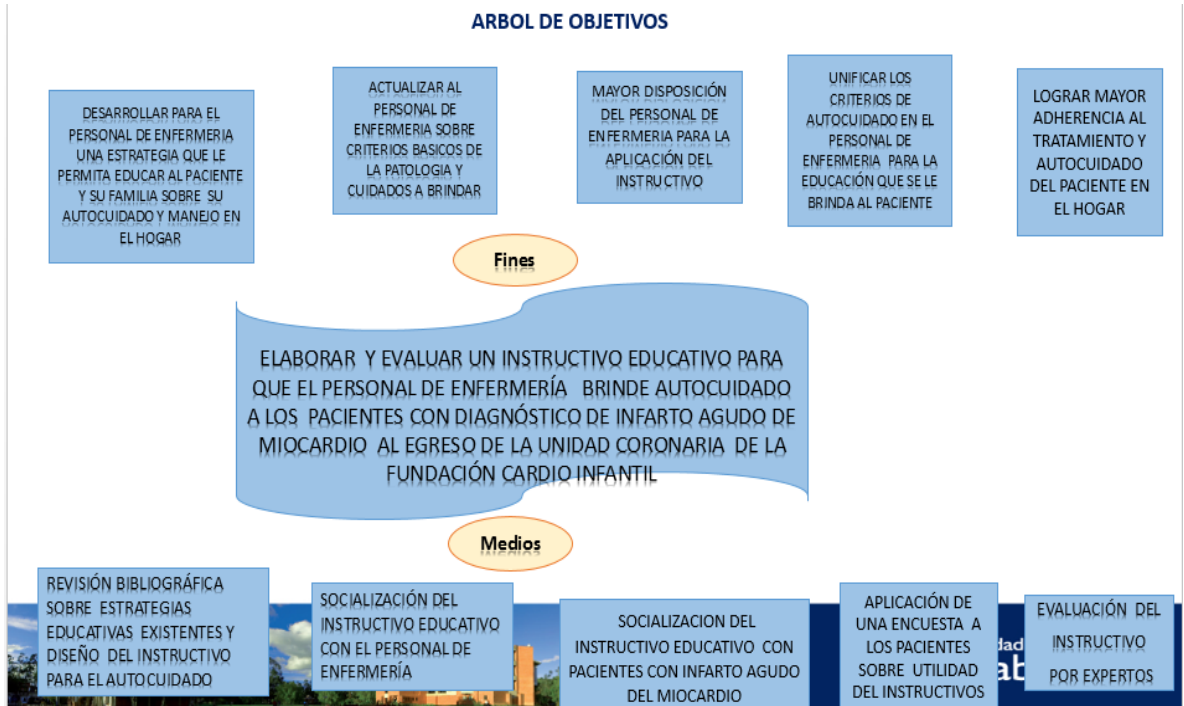 ARBOL DE OBJETIVOS
DESARROLLAR PARA EL
PERSONAL DE ENFERMERIA
UNA ESTRATEGIA QUE LE
PERMITA EDUCAR AL PACIENTE
Y SU FAMILIA SOBRE SU
AUTOCUIDADO Y MANEJO EN
EL HOGAR
ACTUALIZAR AL
PERSONAL DE
ENFERMERIA SOBRE
CRITERIOS BASICOS DE
LA PATOLOGIA Y
CUIDADOS A BRINDAR
MAYOR DISPOSICIÓN
DEL PERSONAL DE
ENFERMERIA PARA LA
APLICACIÓN DEL
INSTRUCTIVO
UNIFICAR LOS
CRITERIOS DE
AUTOCUIDADO EN EL
PERSONAL DE
ENFERMERIA PARA LA
EDUCACIÓN QUE SE LE
BRINDA AL PACIENTE
LOGRAR MAYOR
ADHERENCIA AL
TRATAMIENTO Y
AUTOCUIDADO
DEL PACIENTE EN
EL HOGAR
Fines
ELABORAR Y EVALUAR UN INSTRUCTIVO EDUCATIVO PARA
QUE EL PERSONAL DE ENFERMERÍA BRINDE AUTOCUIDADO
A LOS PACIENTES CON DIAGNÓSTICO DE INFARTO AGUDO DE
MIOCARDIO AL EGRESO DE LA UNIDAD CORONARIA DE LA
FUNDACIÓN CARDIO INFANTIL
Medios
REVISIÓN BIBLIOGRÁFICA
SOBRE ESTRATEGIAS
EDUCATIVAS EXISTENTES Y
DISEÑO DEL INSTRUCTIVO
PARA EL AUTOCUIDADO
SOCIALIZACIÓN DEL
INSTRUCTIVO EDUCATIVO
CON EL PERSONAL DE
ENFERMERÍA
SOCIALIZACION DEL
INSTRUCTIVO EDUCATIVO CON
PACIENTES CON INFARTO AGUDO
DEL MIOCARDIO
APLICACIÓN DE
UNA ENCUESTA A
LOS PACIENTES
SOBRE UTILIDAD
DEL INSTRUCTIVOS
EVALUACIÓN DEL
INSTRUCTIVO
POR EXPERTOS